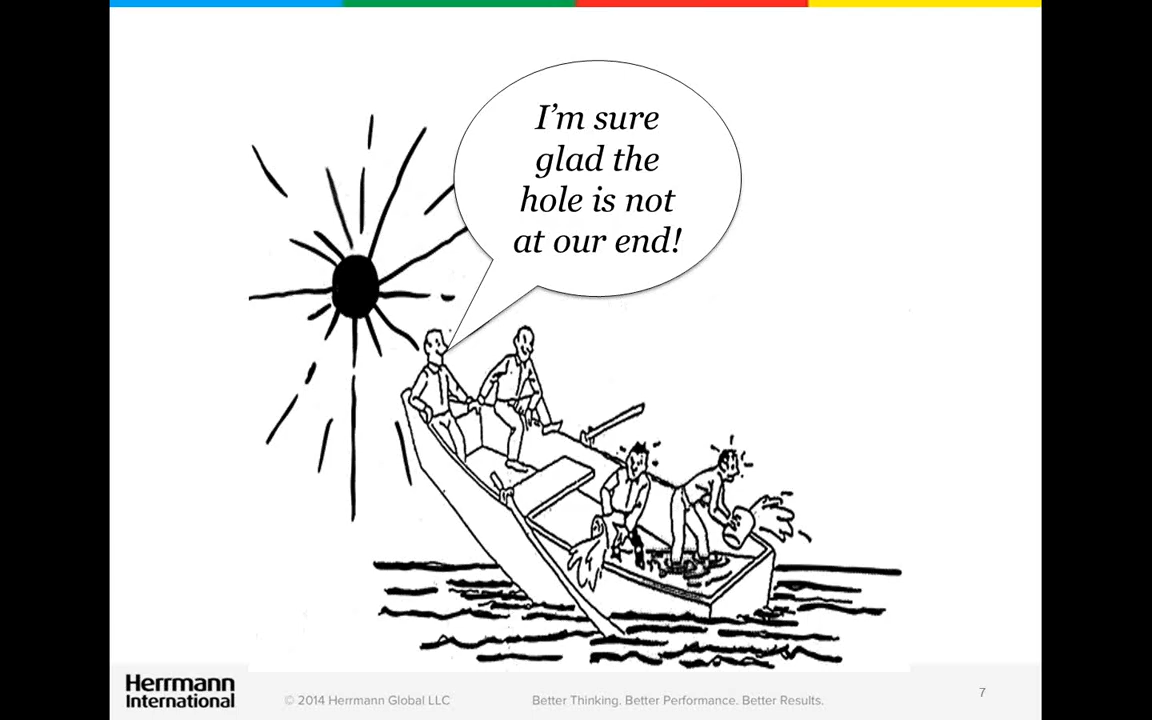 I'm sure
glad the
hole is not
at our end!
Herrmann
International
© 2014 Herrmann Global LLC
Better Thinking. Better Performance. Better Results.
7